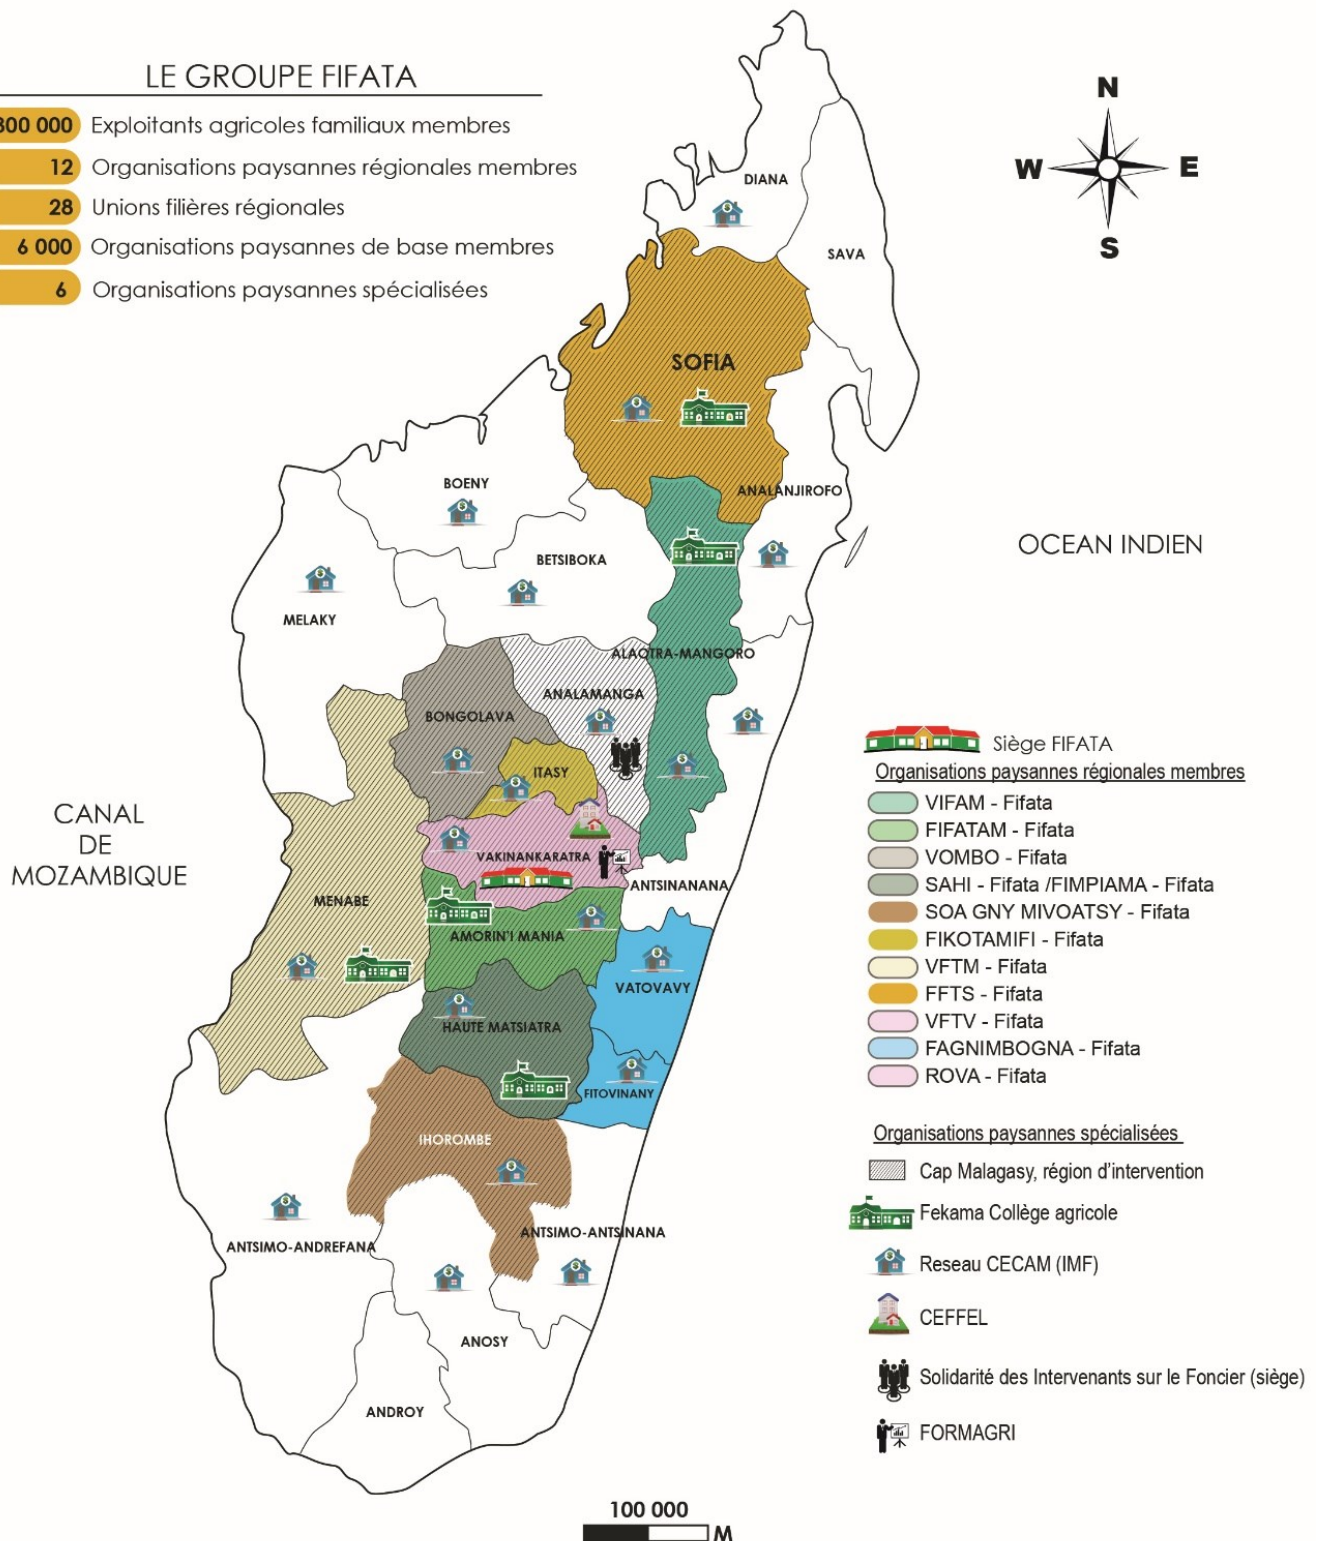 LE GROUPE FIFATA
300 000 Exploitants agricoles familiaux membres
12 Organisations paysannes régionales membres
28 Unions filières régionales
6 000 Organisations paysannes de base membres
6 Organisations paysannes spécialisées
N
W
E
S
DIANA
SAVA
SOFIA
BOENY
ANALANJIROFO
OCEAN INDIEN
BETSIBOKA
MELAKY
ALAOTRA-MANGORO
ANALAMANGA
BONGOLAVA
ITASY
CANAL
DE
MOZAMBIQUE
VAKINANKARATRA
ANTSINANANA
MENABE
AMORIN'I MANIA
VATOVAVY
HAUTE MATSIATRA
FITOVINANY
IHOROMBE
ANTSIMO-ANTSINANA
ANTSIMO-ANDREFANA
ANOSY
ANDROY
Siège FIFATA
Organisations paysannes régionales membres
VIFAM - Fifata
FIFATAM - Fifata
VOMBO - Fifata
SAHI - Fifata /FIMPIAMA - Fifata
SOA GNY MIVOATSY - Fifata
FIKOTAMIFI - Fifata
VFTM - Fifata
FFTS - Fifata
VFTV - Fifata
FAGNIMBOGNA - Fifata
ROVA - Fifata
Organisations paysannes spécialisées
Cap Malagasy, région d'intervention
Fekama Collège agricole
Reseau CECAM (IMF)
CEFFEL
Solidarité des Intervenants sur le Foncier (siège)
FORMAGRI
100 000
M